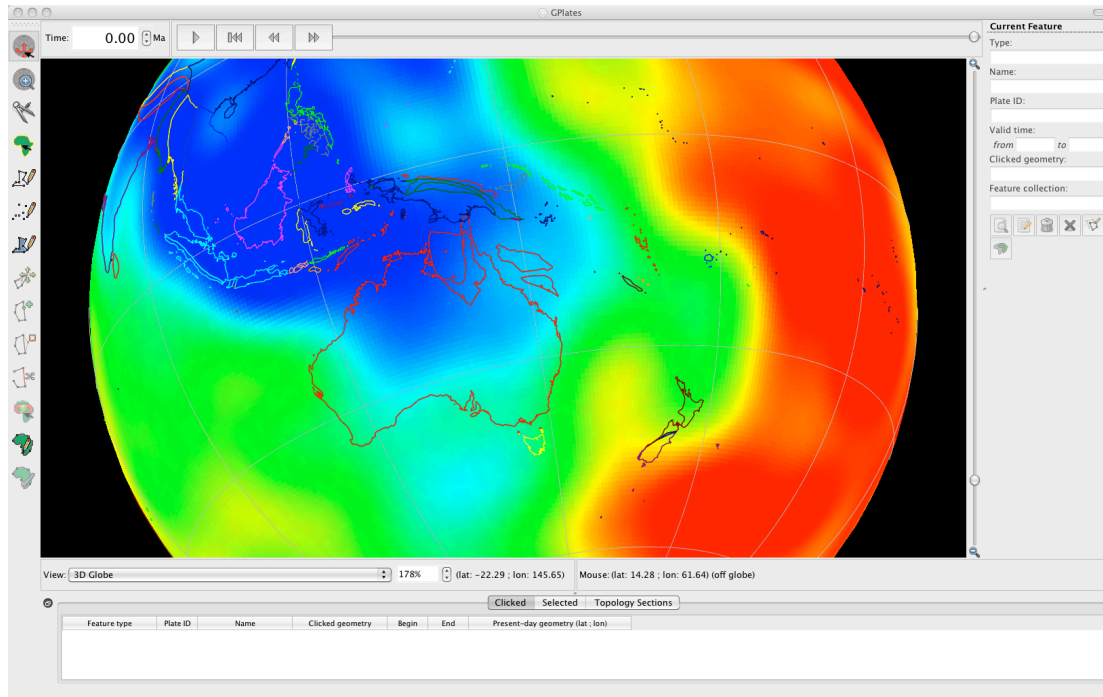 GPlates
Time: 0.00 Ma
Current Feature
Type:
Name:
Plate ID:
Valid time:
from to
Clicked geometry:
Feature collection:
View: 3D Globe 178% (lat: -22.29 ; lon: 145.65) Mouse: (lat: 14.28 ; lon: 61.64) (off globe)
Clicked Selected Topology Sections
Feature type Plate ID Name Clicked geometry Begin End Present-day geometry (lat ; lon)